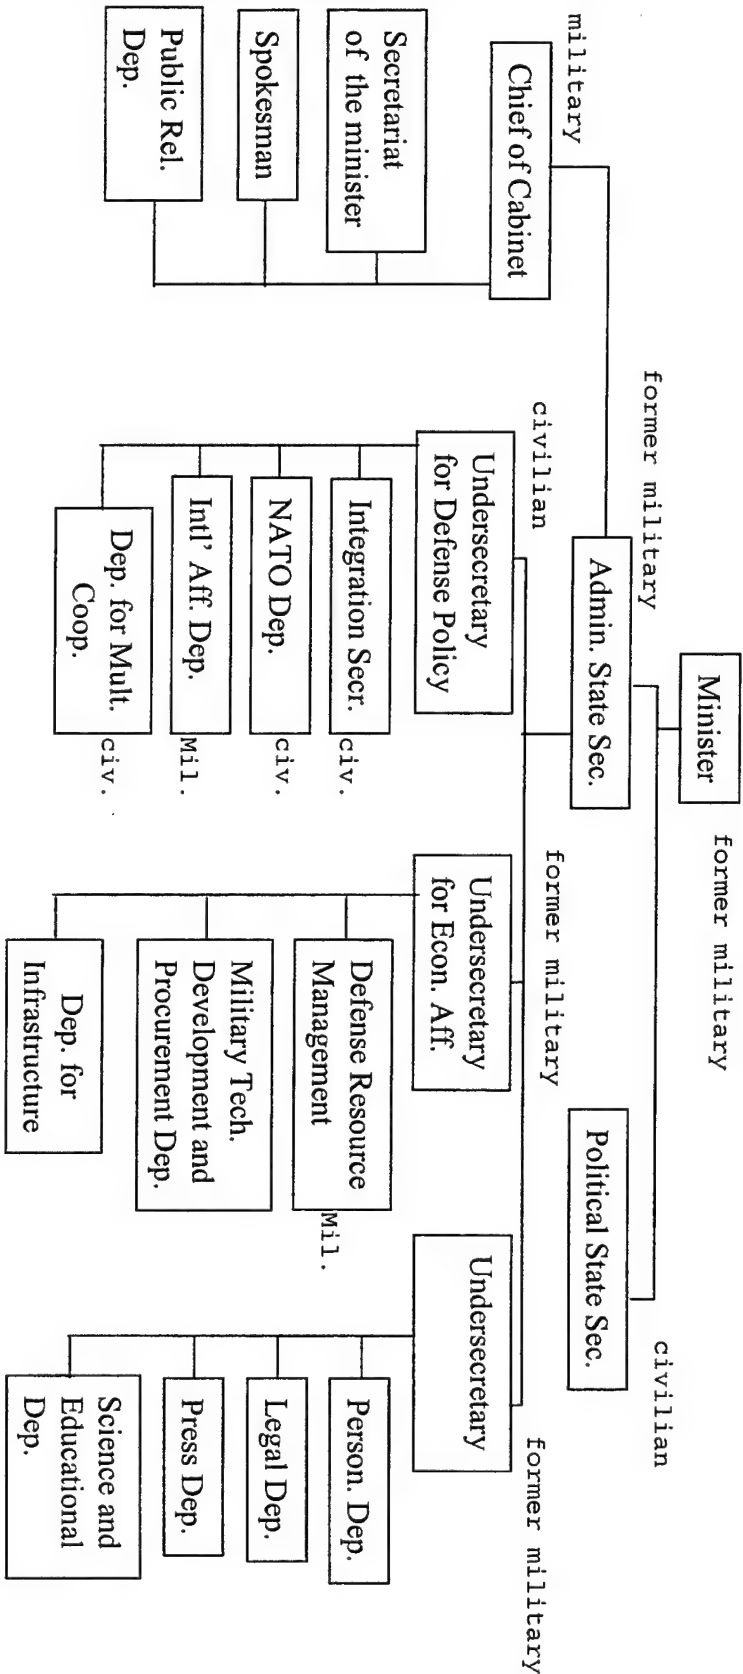 Minister
former military
former military
Admin. State Sec.
Political State Sec.
civilian
military
Chief of Cabinet
Secretariat
of the minister
Spokesman
Public Rel.
Dep.
civilian
Undersecretary
for Defense Policy
Integration Secr.
civ.
NATO Dep.
civ.
Intl' Aff. Dep.
Mil.
Dep. for Mult.
Coop.
civ.
former military
Undersecretary
for Econ. Aff.
Defense Resource
Management
Mil.
Military Tech.
Development and
Procurement Dep.
Dep. for
Infrastructure
former military
Undersecretary
Person. Dep.
Legal Dep.
Press Dep.
Science and
Educational
Dep.